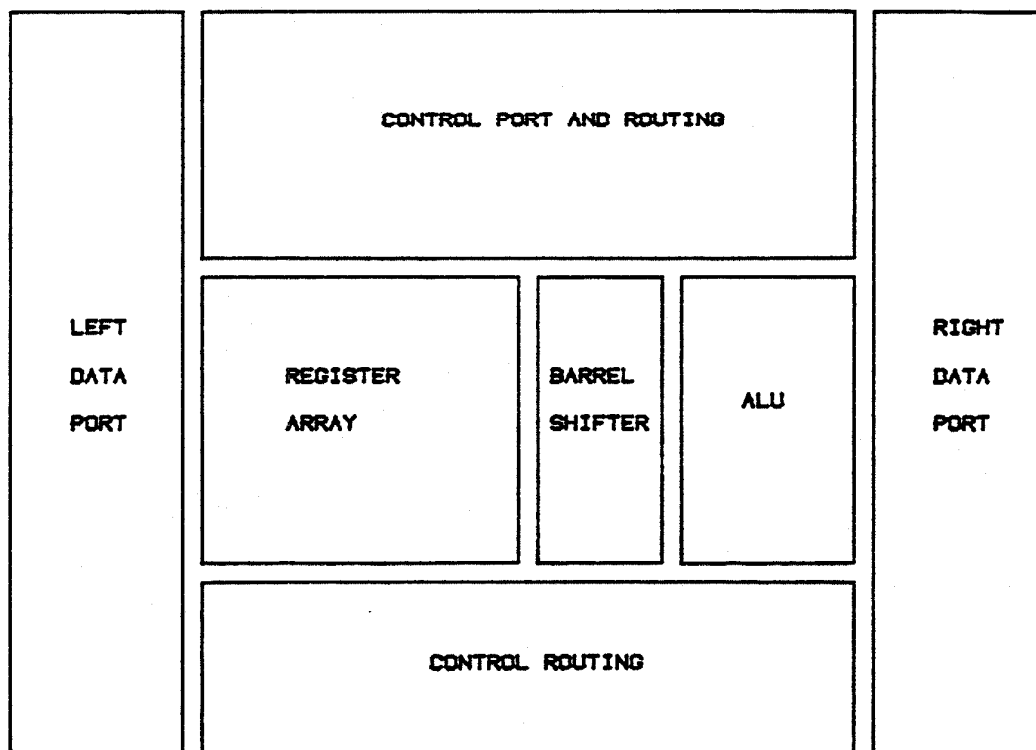 CONTROL PORT AND ROUTING
LEFT
DATA
PORT
REGISTER
ARRAY
BARREL
SHIFTER
ALU
RIGHT
DATA
PORT
CONTROL ROUTING